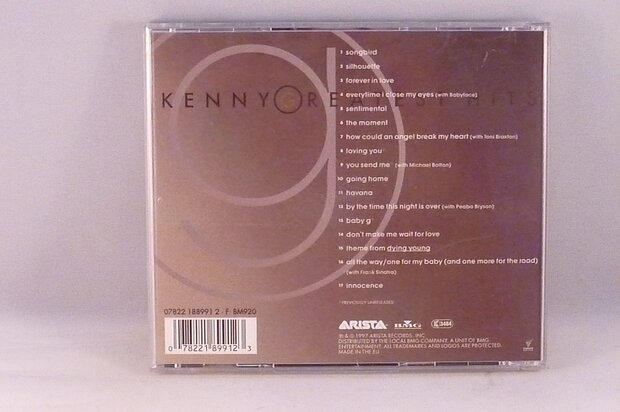 KENNY G GREATEST HITS
1 songbird
2 silhouette
3 forever in love
4 everytime i close my eyes (with Babyface)
5 sentimental
6 the moment
7 how could an angel break my heart (with Toni Braxton)
8 loving you*
9 you send me* (with Michael Bolton)
10 going home
11 havana
12 by the time this night is over (with Peabo Bryson)
13 baby g*
14 don't make me wait for love
15 theme from dying young
16 all the way/one for my baby (and one more for the road)
(with Frank Sinatra)
17 innocence
*PREVIOUSLY UNRELEASED
07822 18991 2 · F: BM920
0 78221 89912 3
ARISTA BMG LC 3484
℗ & © 1997 ARISTA RECORDS, INC.
DISTRIBUTED BY THE LOCAL BMG COMPANY. A UNIT OF BMG
ENTERTAINMENT. ALL TRADEMARKS AND LOGOS ARE PROTECTED.
MADE IN THE EU